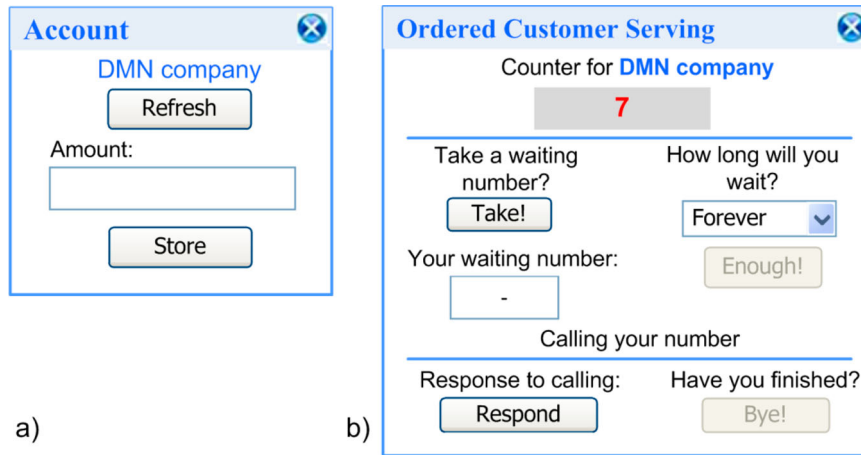 Account
DMN company
Refresh
Amount:
Store
a)
Ordered Customer Serving
Counter for DMN company
7
Take a waiting
number?
Take!
How long will you
wait?
Forever
Enough!
Your waiting number:
-
Calling your number
Response to calling:
Respond
Have you finished?
Bye!
b)